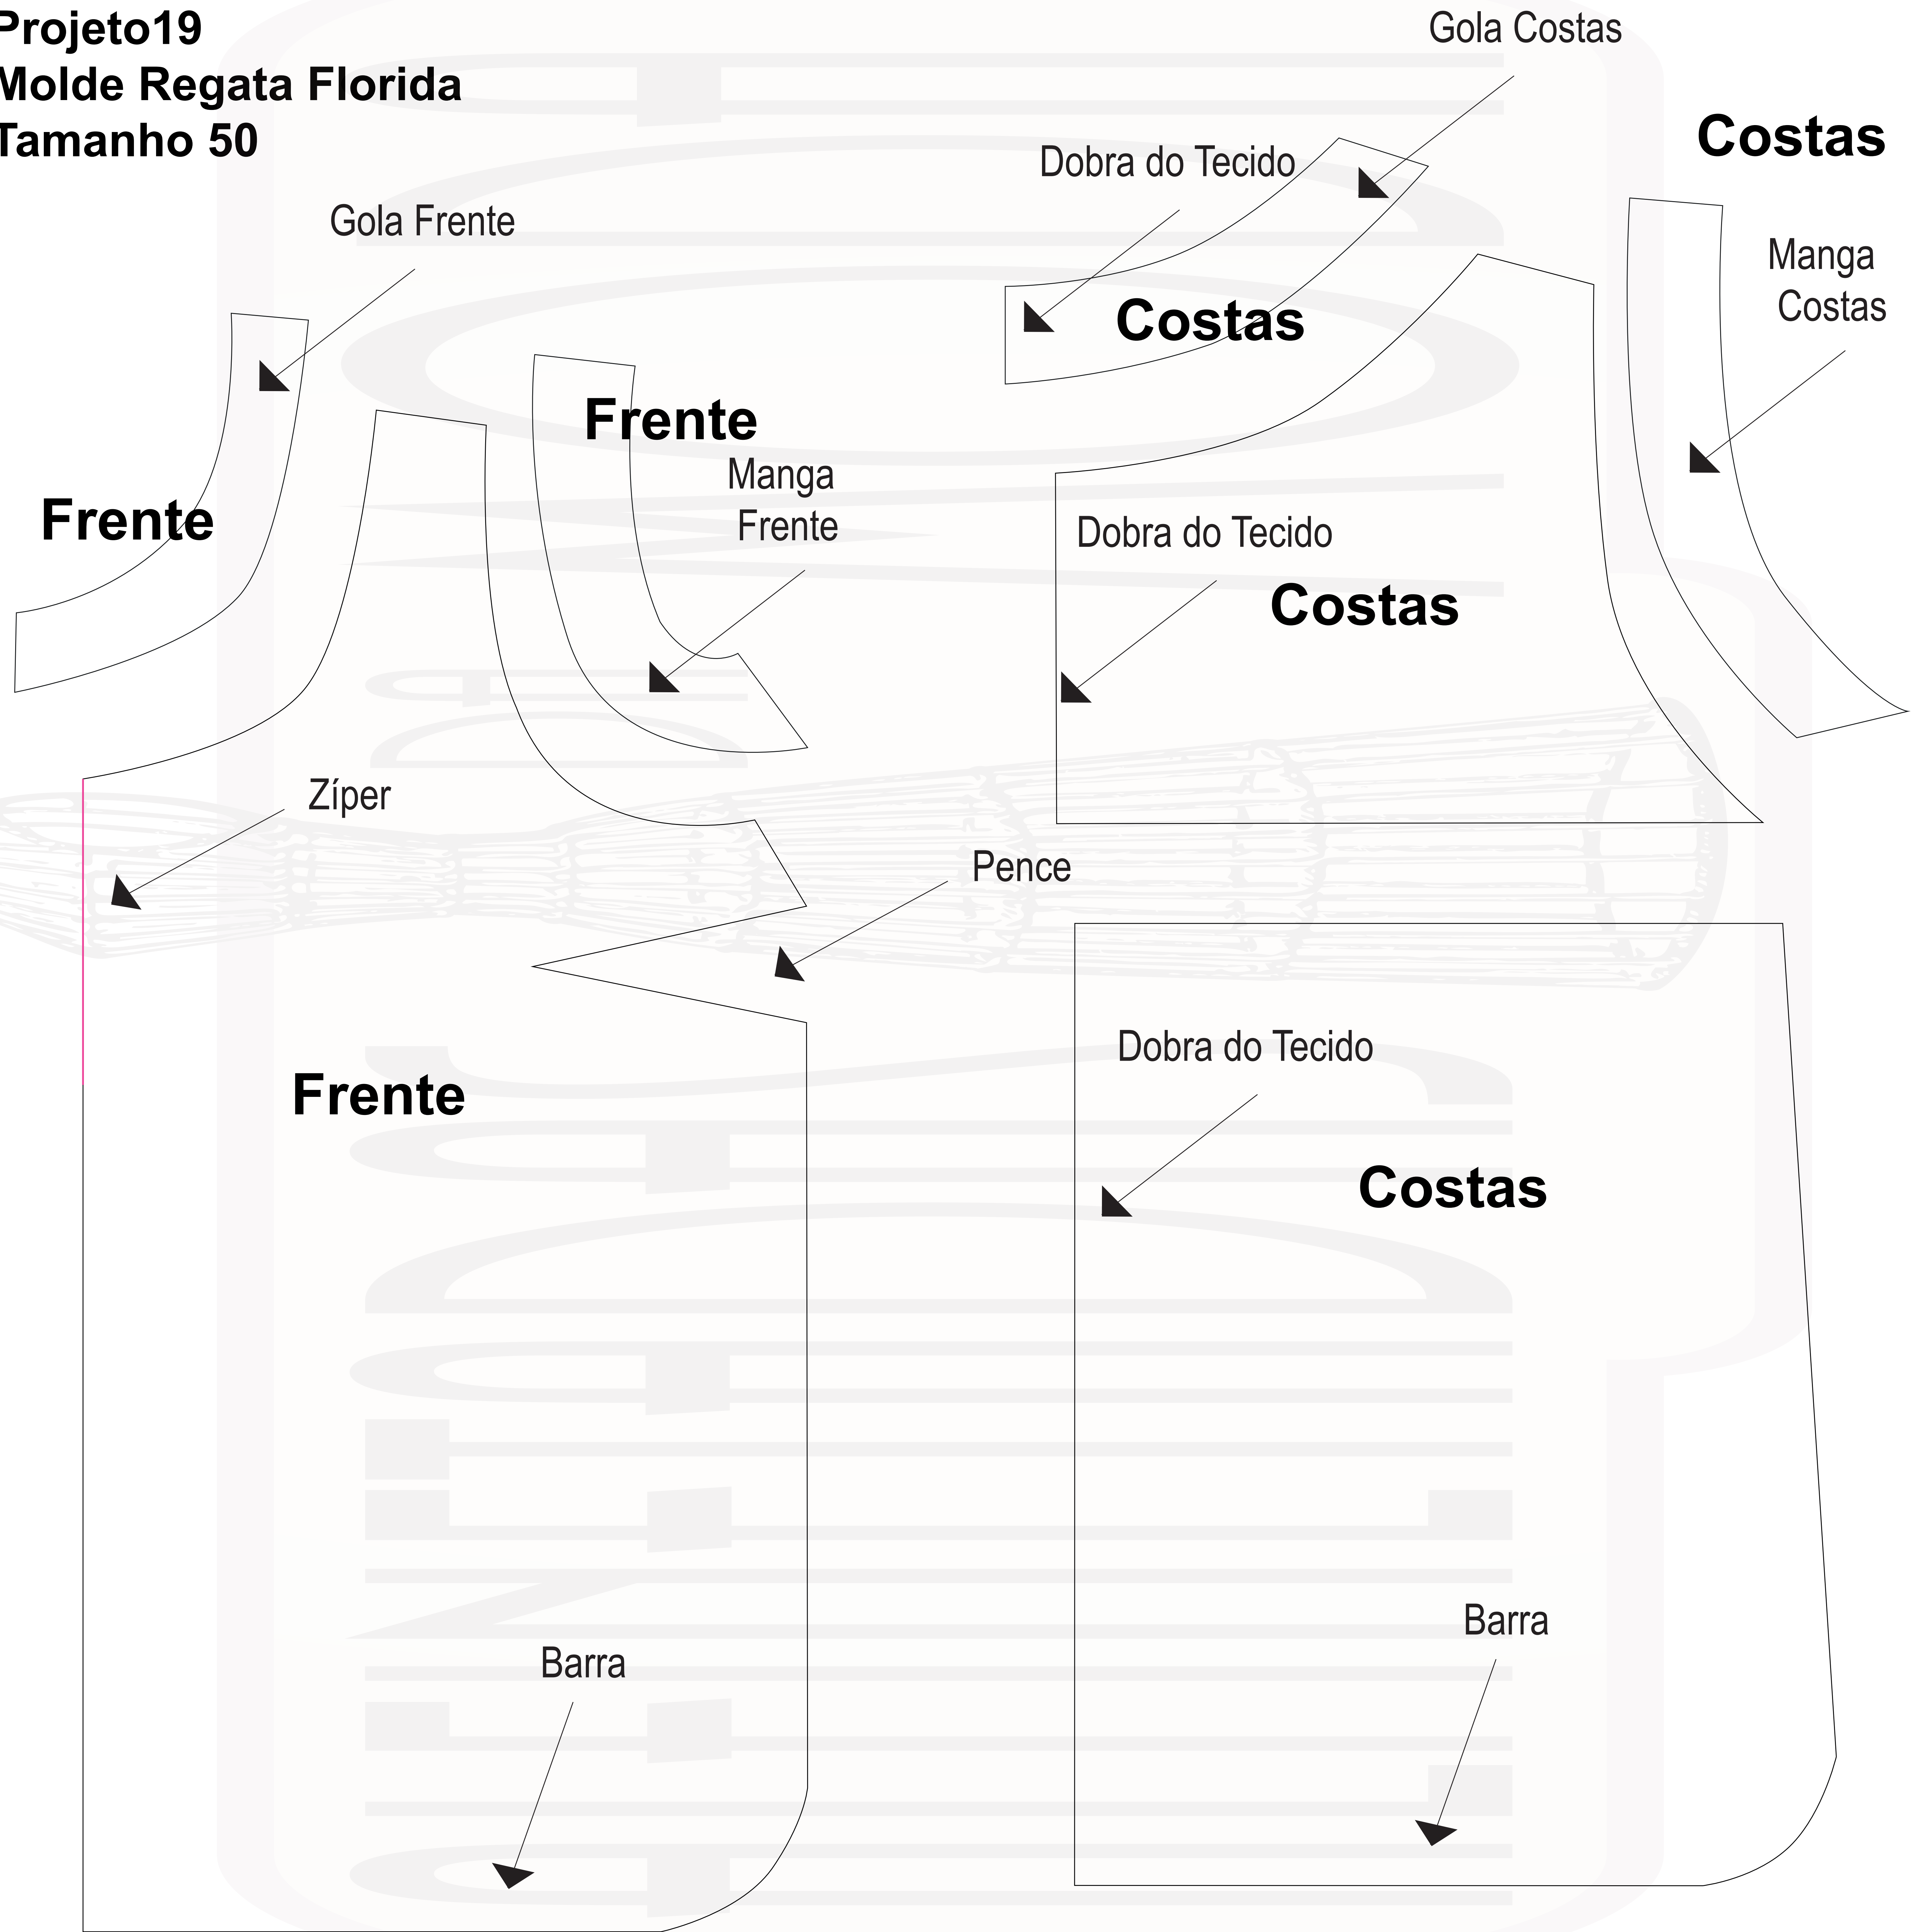 Projeto19
Molde Regata Florida
Tamanho 50
Gola Costas
Costas
Dobra do Tecido
Gola Frente
Manga
Costas
Costas
Frente
Manga
Frente
Frente
Dobra do Tecido
Costas
Zíper
Pence
Dobra do Tecido
Frente
Costas
Barra
Barra